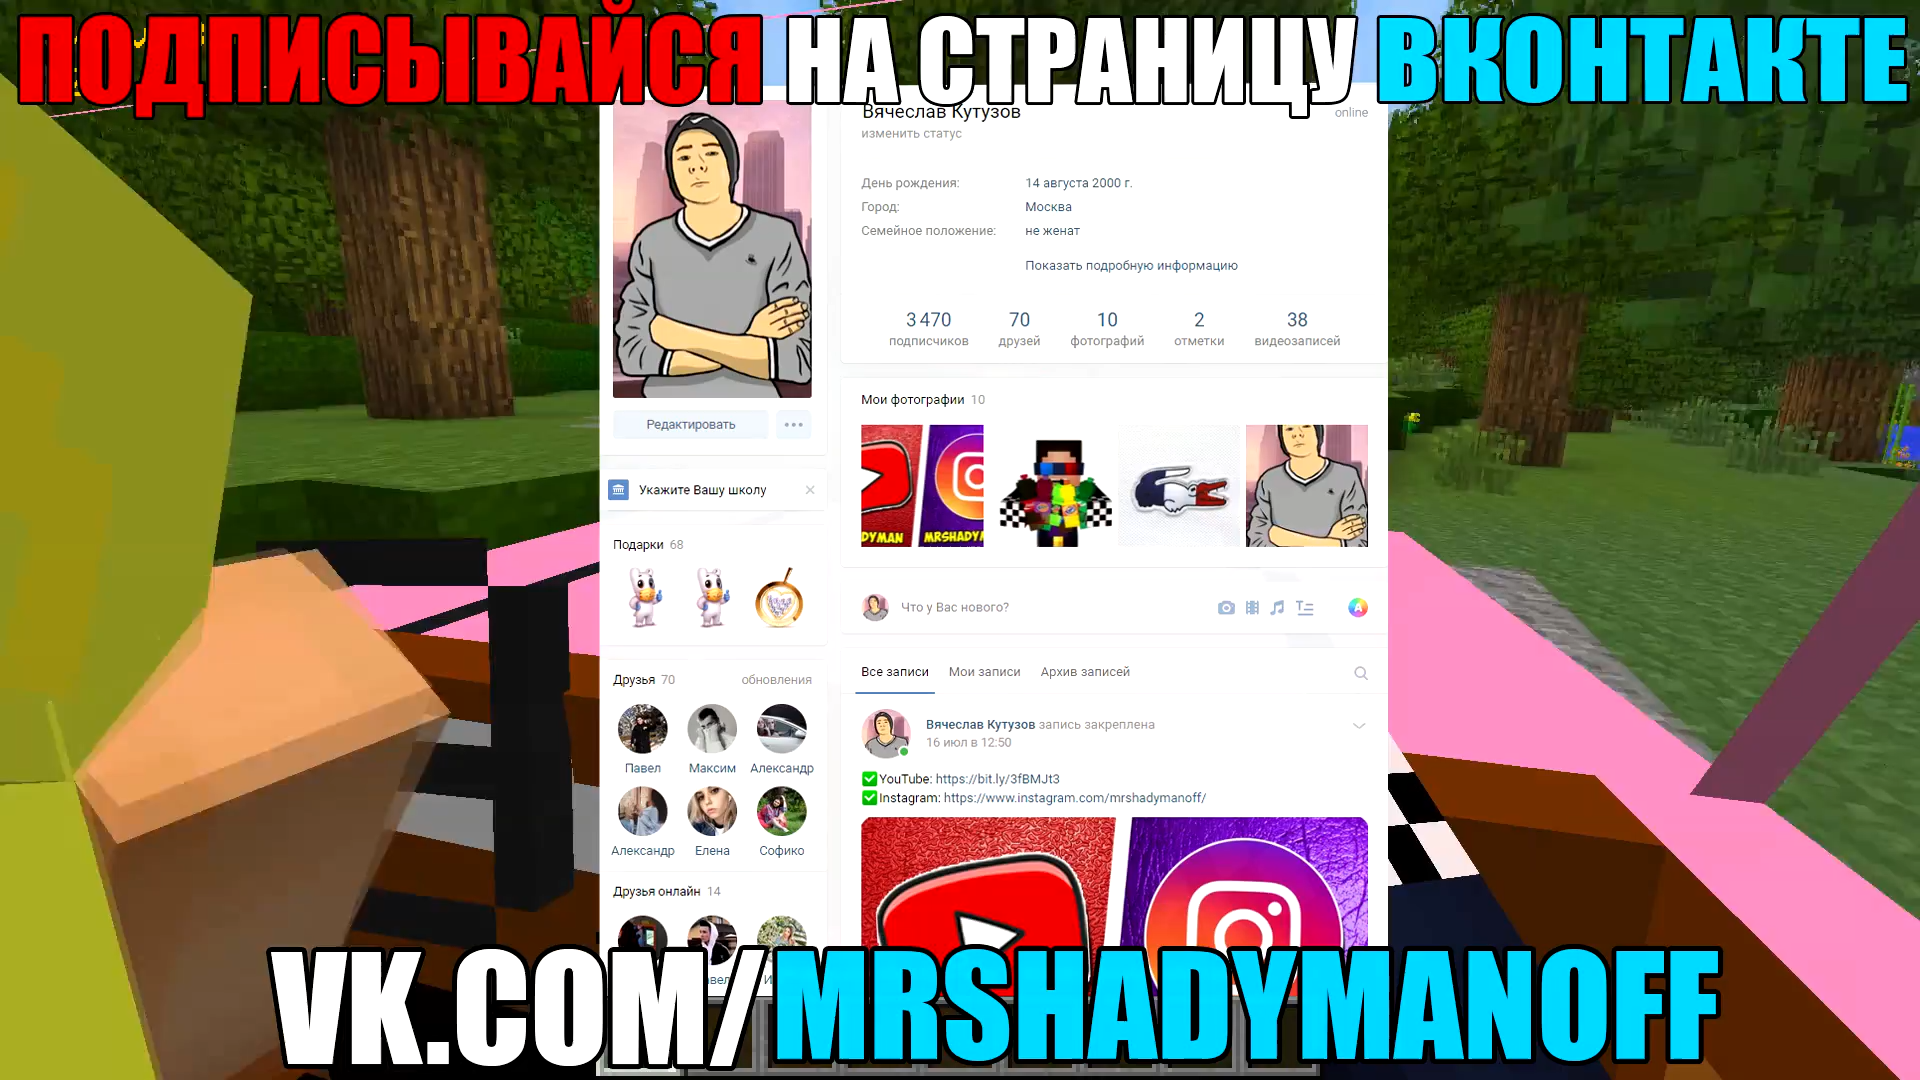 ПОДПИСЫВАЙСЯ НА СТРАНИЦУ ВКОНТАКТЕ
Вячеслав Кутузов
online
изменить статус
День рождения: 14 августа 2000 г.
Город: Москва
Семейное положение: не женат
Показать подробную информацию
3 470 70 10 2 38
подписчиков друзей фотографий отметки видеозаписей
Редактировать
Мои фотографии 10
DYMAN MRSHADYM
Укажите Вашу школу
Подарки 68
Что у Вас нового?
Друзья 70 обновления
Павел Максим Александр
Александр Елена Софико
Друзья онлайн 14
Все записи Мои записи Архив записей
Вячеслав Кутузов запись закреплена
16 июл в 12:50
✅YouTube: https://bit.ly/3fBMJt3
✅Instagram: https://www.instagram.com/mrshadymanoff/
VK.COM/MRSHADYMANOFF